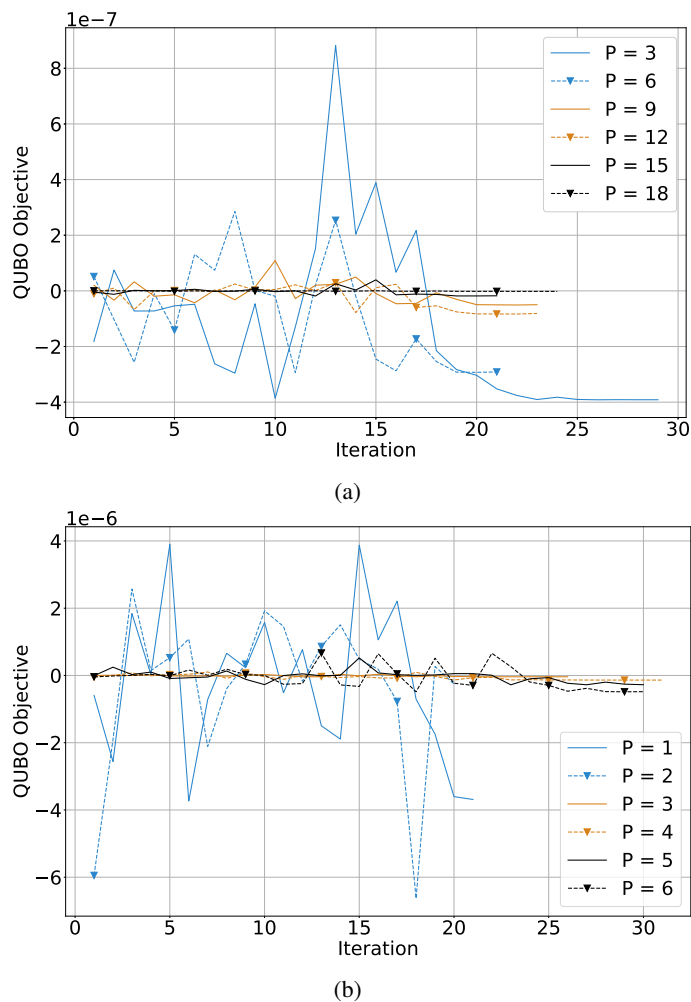 1e−7
8
6
4
2
0
−2
−4
QUBO Objective
P = 3
P = 6
P = 9
P = 12
P = 15
P = 18
0 5 10 15 20 25 30
Iteration
(a)
1e−6
4
2
0
−2
−4
−6
QUBO Objective
P = 1
P = 2
P = 3
P = 4
P = 5
P = 6
0 5 10 15 20 25 30
Iteration
(b)